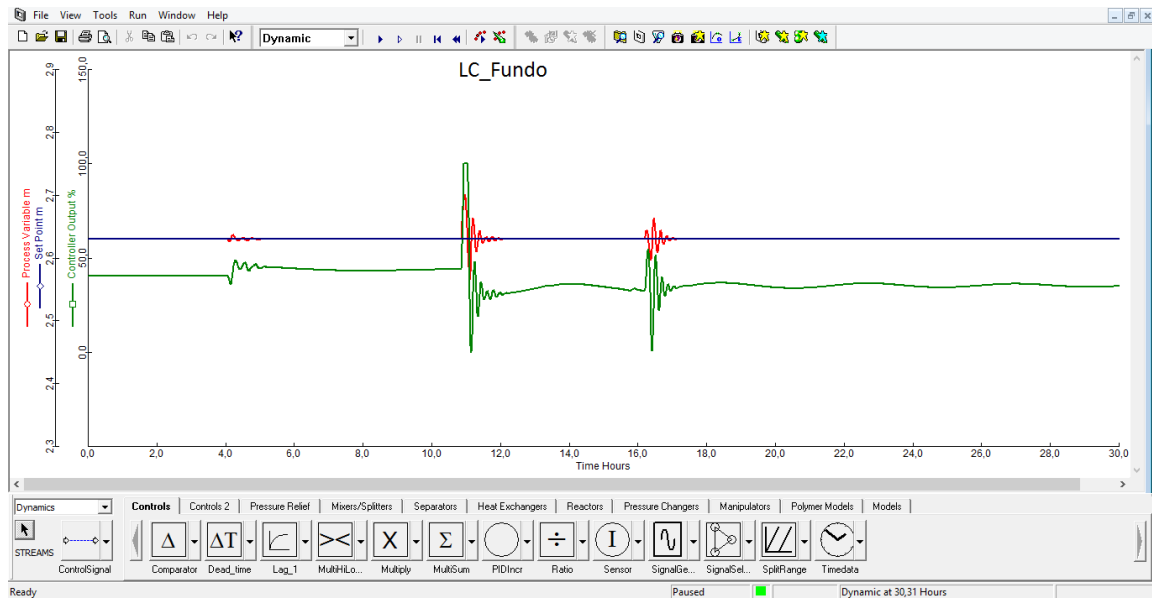 File View Tools Run Window Help
Dynamic
LC_Fundo
Process Variable m
Set Point m
Controller Output %
2,9
2,8
2,7
2,6
2,5
2,4
2,3
150,0
100,0
50,0
0,0
0,0 2,0 4,0 6,0 8,0 10,0 12,0 14,0 16,0 18,0 20,0 22,0 24,0 26,0 28,0 30,0
Time Hours
Dynamics
Controls Controls 2 Pressure Relief Mixers/Splitters Separators Heat Exchangers Reactors Pressure Changers Manipulators Polymer Models Models
Δ ΔT >< X Σ ÷ I
STREAMS
ControlSignal Comparator Dead_time Lag_1 MultiHiLo... Multiply MultiSum PIDIncr Ratio Sensor SignalGe... SignalSel... SplitRange Timedata
Ready Paused Dynamic at 30,31 Hours